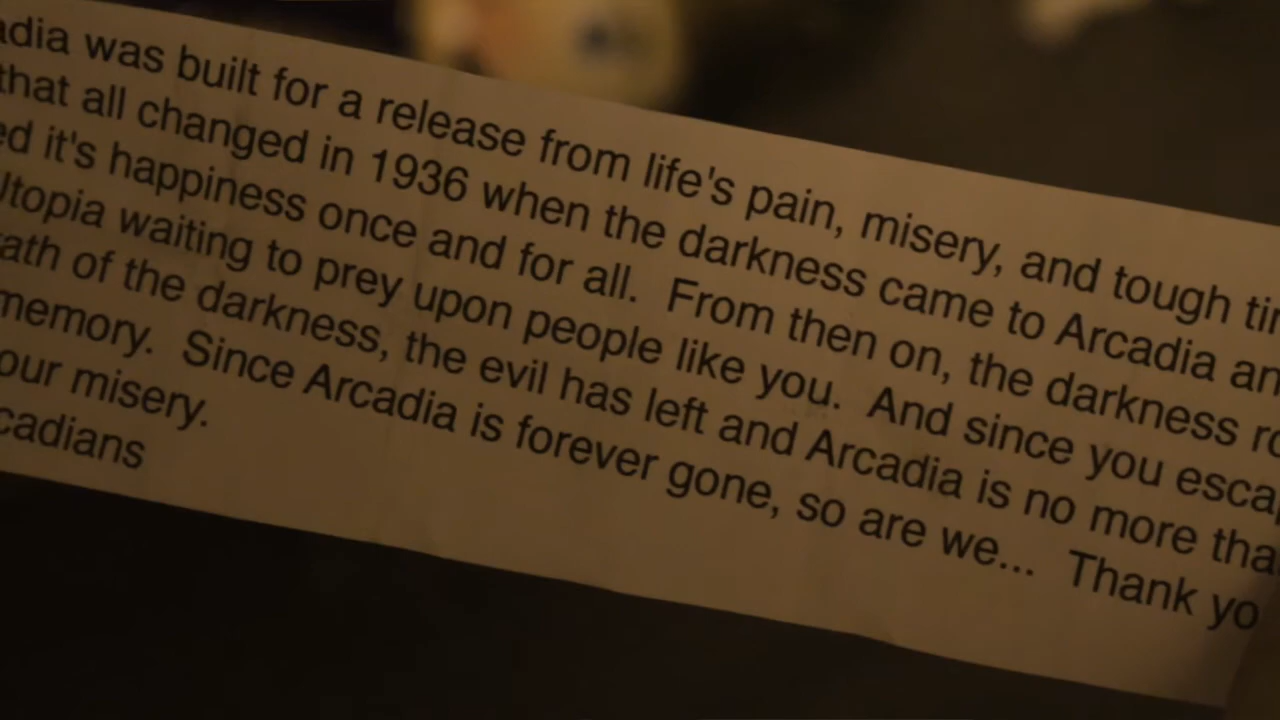 adia was built for a release from life's pain, misery, and tough tin
that all changed in 1936 when the darkness came to Arcadia an
ed it's happiness once and for all. From then on, the darkness ro
Utopia waiting to prey upon people like you. And since you escap
ath of the darkness, the evil has left and Arcadia is no more tha
memory. Since Arcadia is forever gone, so are we... Thank yo
our misery.
cadians